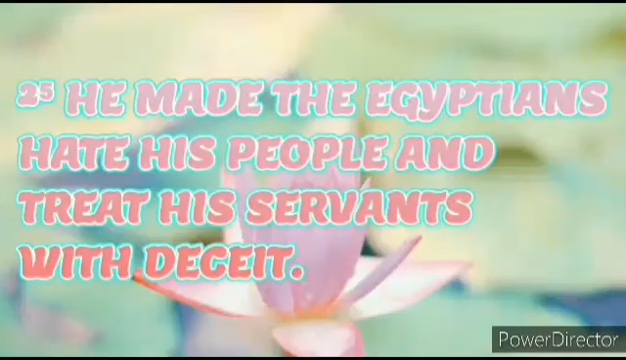 ²⁵ HE MADE THE EGYPTIANS
HATE HIS PEOPLE AND
TREAT HIS SERVANTS
WITH DECEIT.
PowerDirector